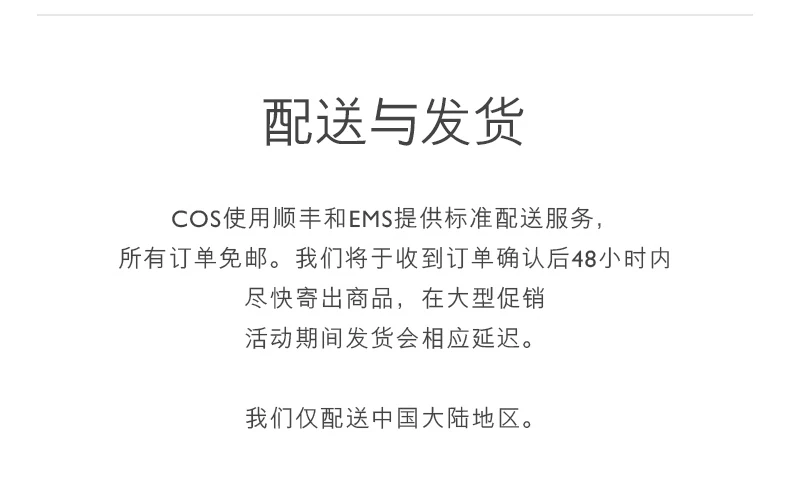 配送与发货
COS使用顺丰和EMS提供标准配送服务，
所有订单免邮。我们将于收到订单确认后48小时内
尽快寄出商品，在大型促销
活动期间发货会相应延迟。
我们仅配送中国大陆地区。